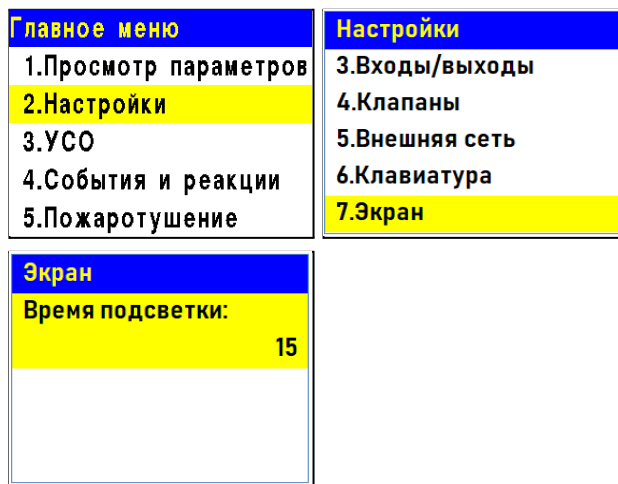 Главное меню
1.Просмотр параметров
2.Настройки
3.УСО
4.События и реакции
5.Пожаротушение
Настройки
3.Входы/выходы
4.Клапаны
5.Внешняя сеть
6.Клавиатура
7.Экран
Экран
Время подсветки:
15